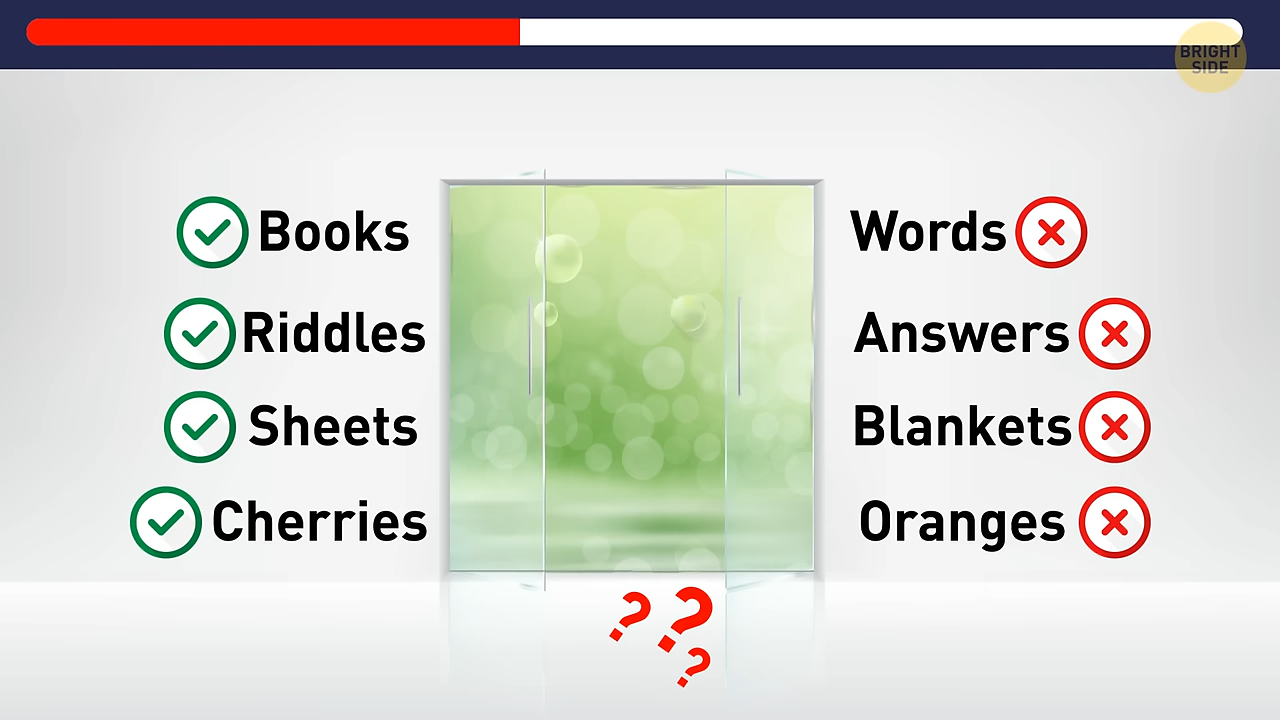 BRIGHT
SIDE
Books
Words
Riddles
Answers
Sheets
Blankets
Cherries
Oranges
? ? ?